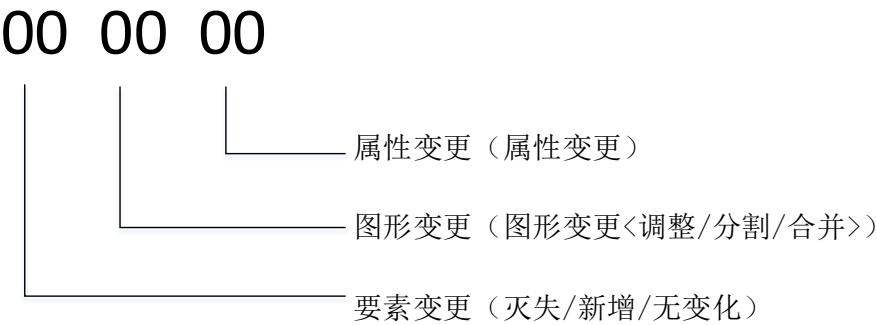 00 00 00
属性变更（属性变更）
图形变更（图形变更<调整/分割/合并>）
要素变更（灭失/新增/无变化）